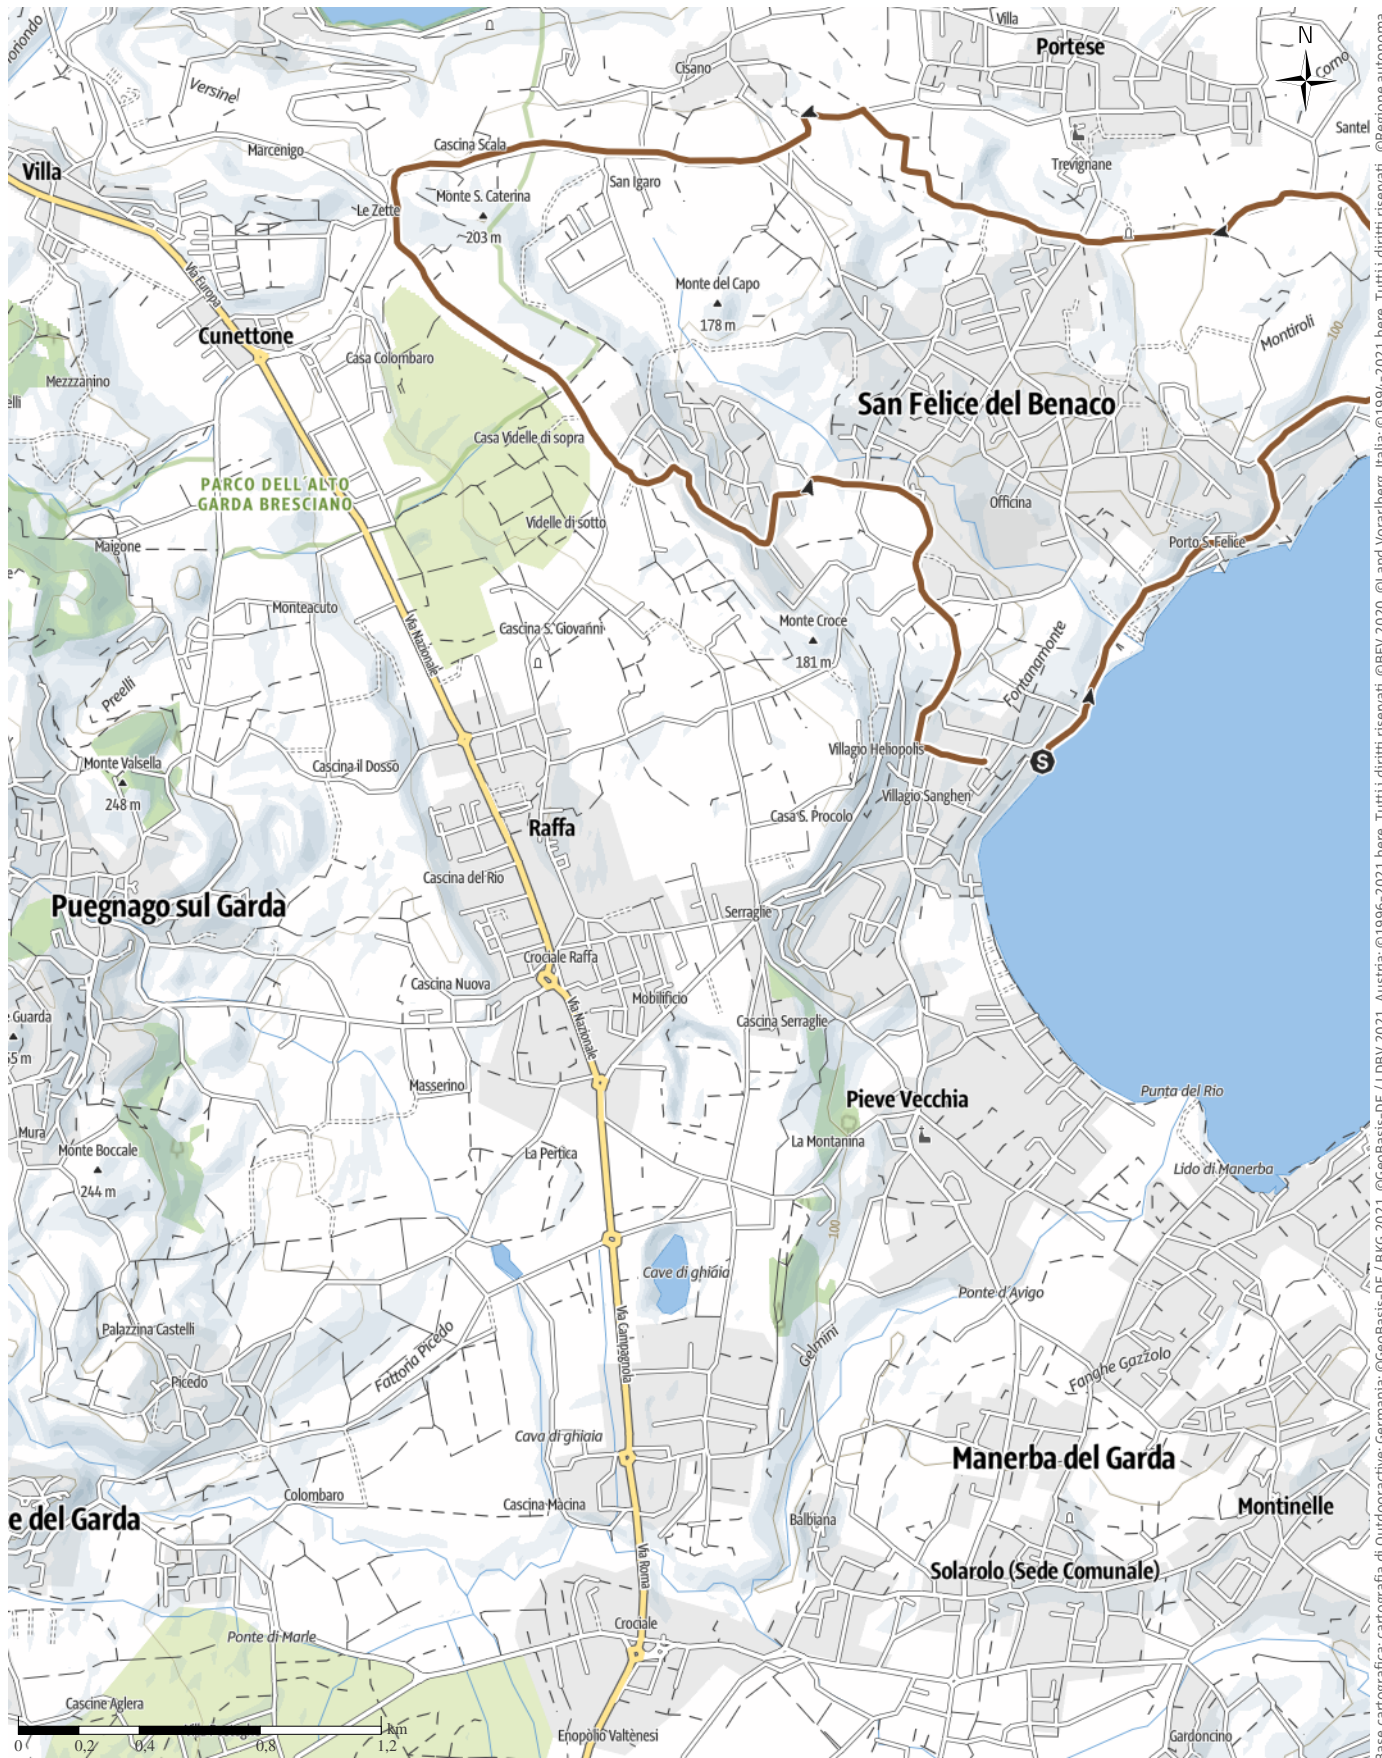 Villa
Portese
N
Cisano
Corno
Versine
Santel
Marcenigo
Cascina Scala
Trevignane
Villa
San Igaro
Monte S. Caterina
203 m
Le Zette
Via Europa
Monte del Capo
178 m
Montiroli
100
Cunettone
Casa Colombaro
Mezzzanino
elli
San Felice del Benaco
Casa Videlle di sopra
PARCO DELL'ALTO
GARDA BRESCIANO
Officina
Videlle di sotto
Porto S. Felice
Maigone
e
Monteacuto
Via Nazionale
Cascina S. Giovanni
Monte Croce
181 m
Fontanamonte
Preelli
Villagio Heliopolis
S
Monte Valsella
248 m
Cascina il Dosso
Villagio Sanghen
Casa S. Procolo
Raffa
Cascina del Rio
Puegnago sul Garda
Serraglie
Crociale Raffa
Cascina Nuova
Mobilificio
Via Nazionale
Guarda
55 m
Cascina Serraglie
Masserino
Pieve Vecchia
Punta del Rio
Mura
La Montanina
Monte Boccale
244 m
La Pertica
Lido di Manerba
100
Cave di ghiaia
Ponte d'Avigo
Palazzina Castelli
Via Campagnola
Gelmini
Fattoria Picedo
Fanghe Gazzolo
Picedo
Cava di ghiaia
Manerba del Garda
Colombaro
Cascina Macina
Montinelle
e del Garda
Balbiana
Via Roma
Solarolo (Sede Comunale)
Crociale
Ponte di Marle
Cascine Aglera
km
0 0,2 0,4 0,8 1,2
Enopolio Valtènesi
Gardoncino